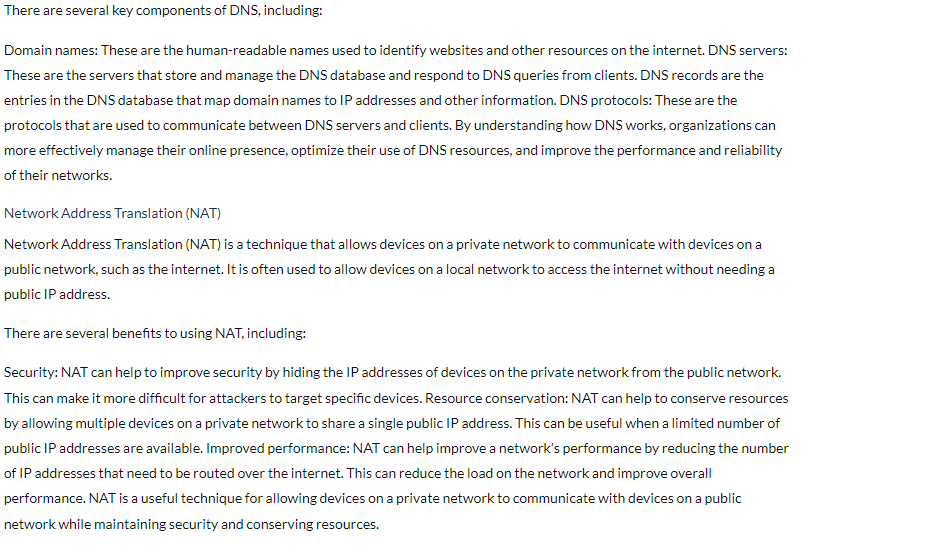 There are several key components of DNS, including:
Domain names: These are the human-readable names used to identify websites and other resources on the internet. DNS servers:
These are the servers that store and manage the DNS database and respond to DNS queries from clients. DNS records are the
entries in the DNS database that map domain names to IP addresses and other information. DNS protocols: These are the
protocols that are used to communicate between DNS servers and clients. By understanding how DNS works, organizations can
more effectively manage their online presence, optimize their use of DNS resources, and improve the performance and reliability
of their networks.
Network Address Translation (NAT)
Network Address Translation (NAT) is a technique that allows devices on a private network to communicate with devices on a
public network, such as the internet. It is often used to allow devices on a local network to access the internet without needing a
public IP address.
There are several benefits to using NAT, including:
Security: NAT can help to improve security by hiding the IP addresses of devices on the private network from the public network.
This can make it more difficult for attackers to target specific devices. Resource conservation: NAT can help to conserve resources
by allowing multiple devices on a private network to share a single public IP address. This can be useful when a limited number of
public IP addresses are available. Improved performance: NAT can help improve a network's performance by reducing the number
of IP addresses that need to be routed over the internet. This can reduce the load on the network and improve overall
performance. NAT is a useful technique for allowing devices on a private network to communicate with devices on a public
network while maintaining security and conserving resources.